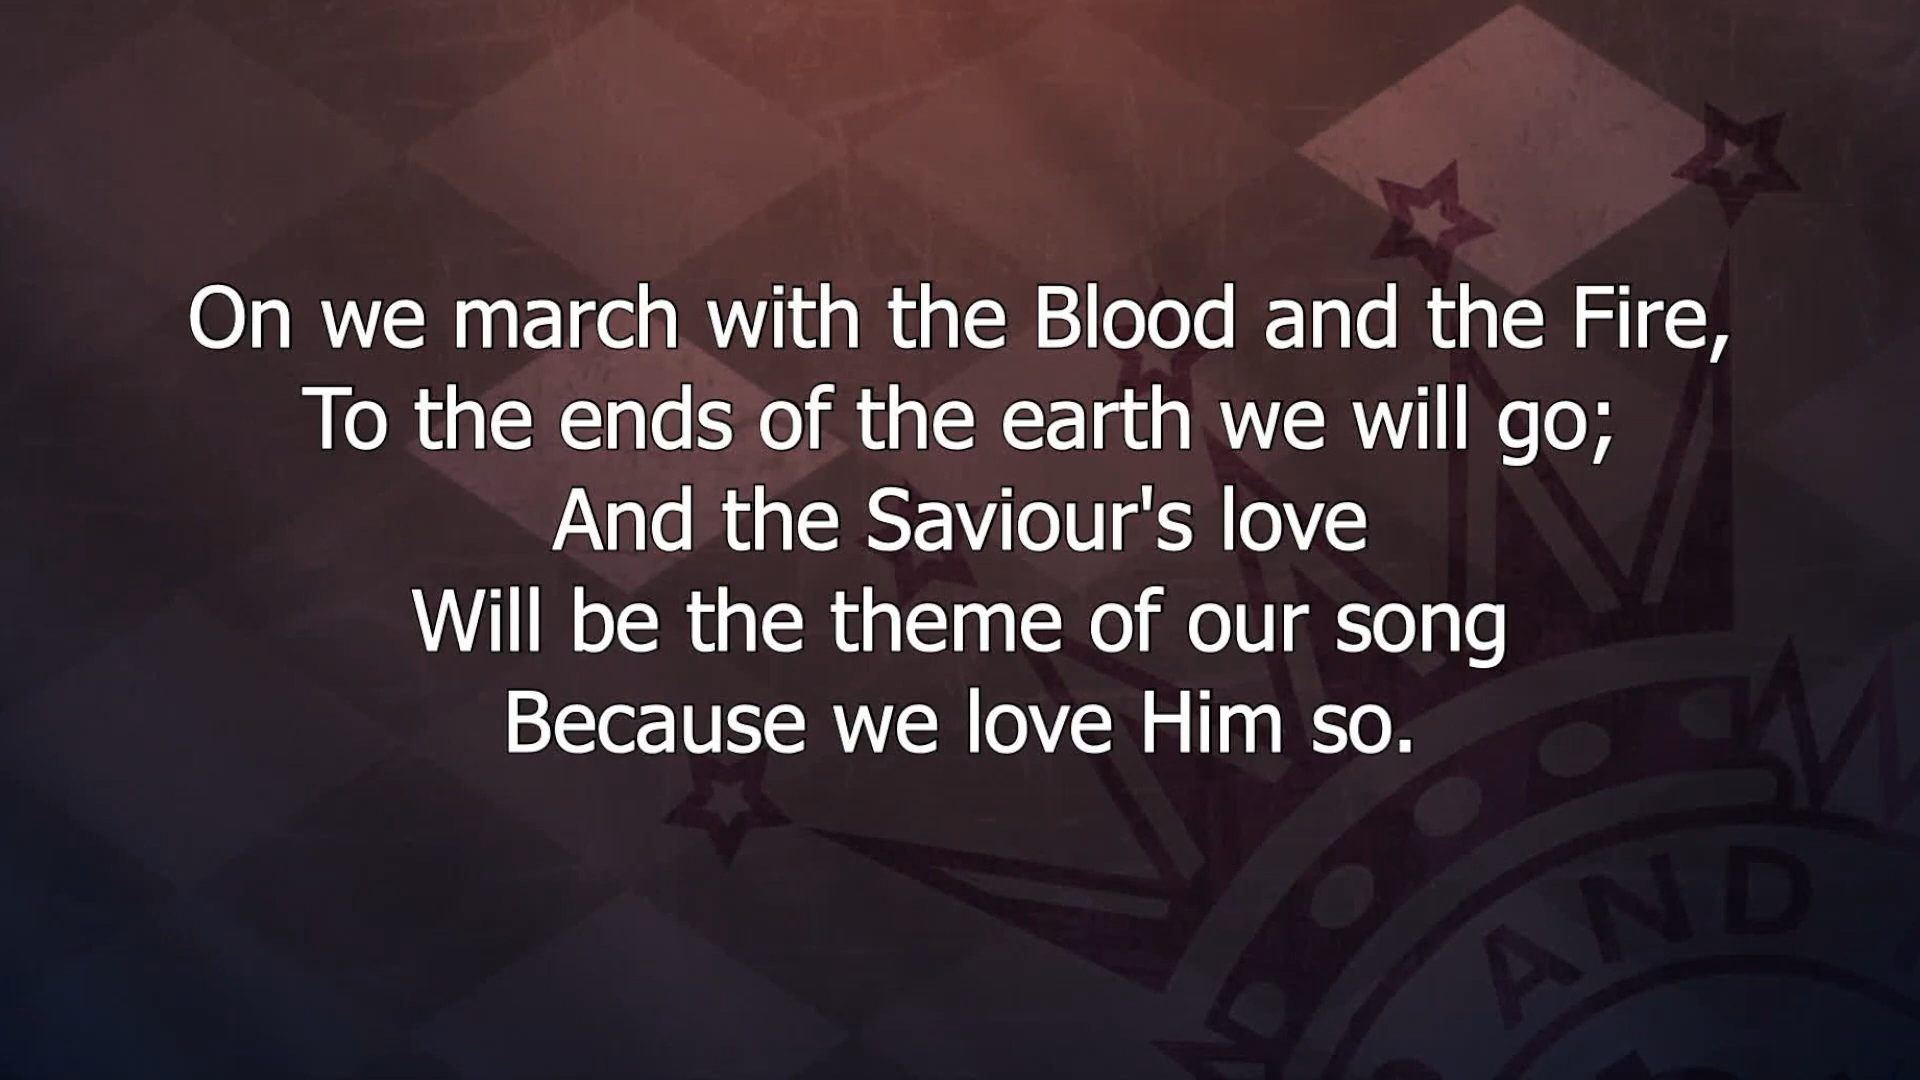 On we march with the Blood and the Fire,
To the ends of the earth we will go;
And the Saviour's love
Will be the theme of our song
Because we love Him so.
AND